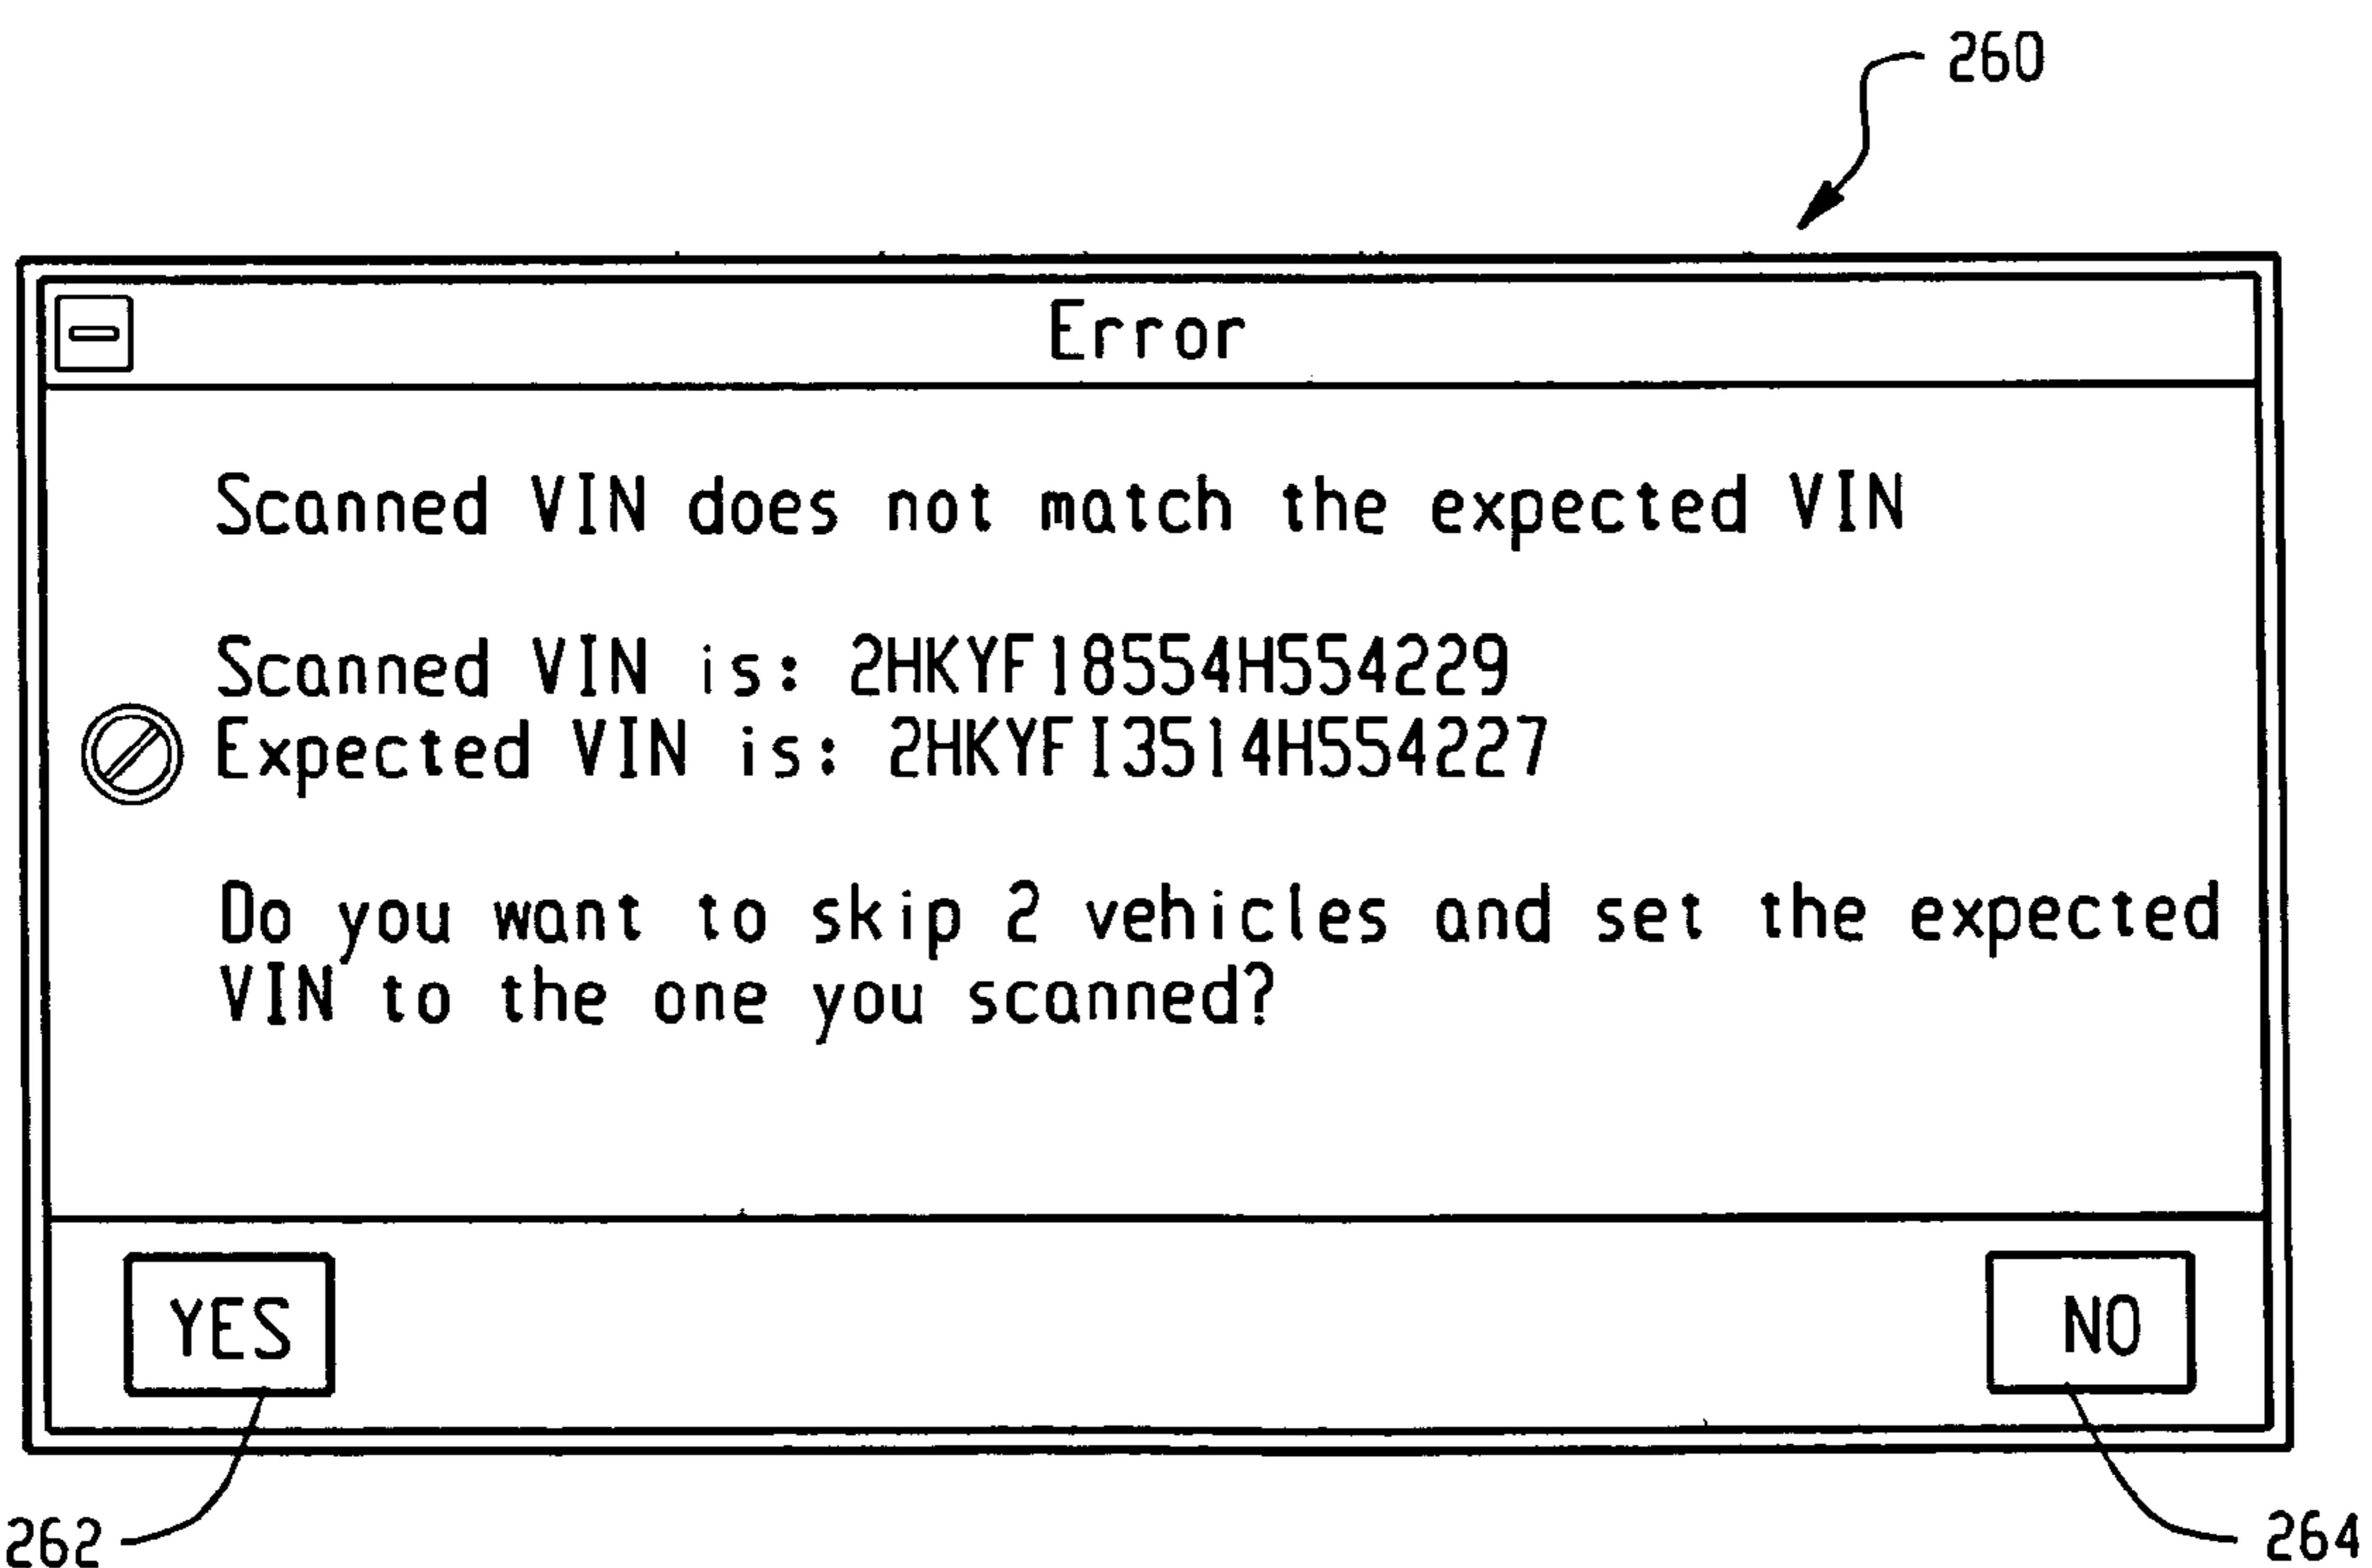 260
Error
Scanned VIN does not match the expected VIN
Scanned VIN is: 2HKYF18554H554229
Expected VIN is: 2HKYFI3514H554227
Do you want to skip 2 vehicles and set the expected
VIN to the one you scanned?
YES
NO
262
264